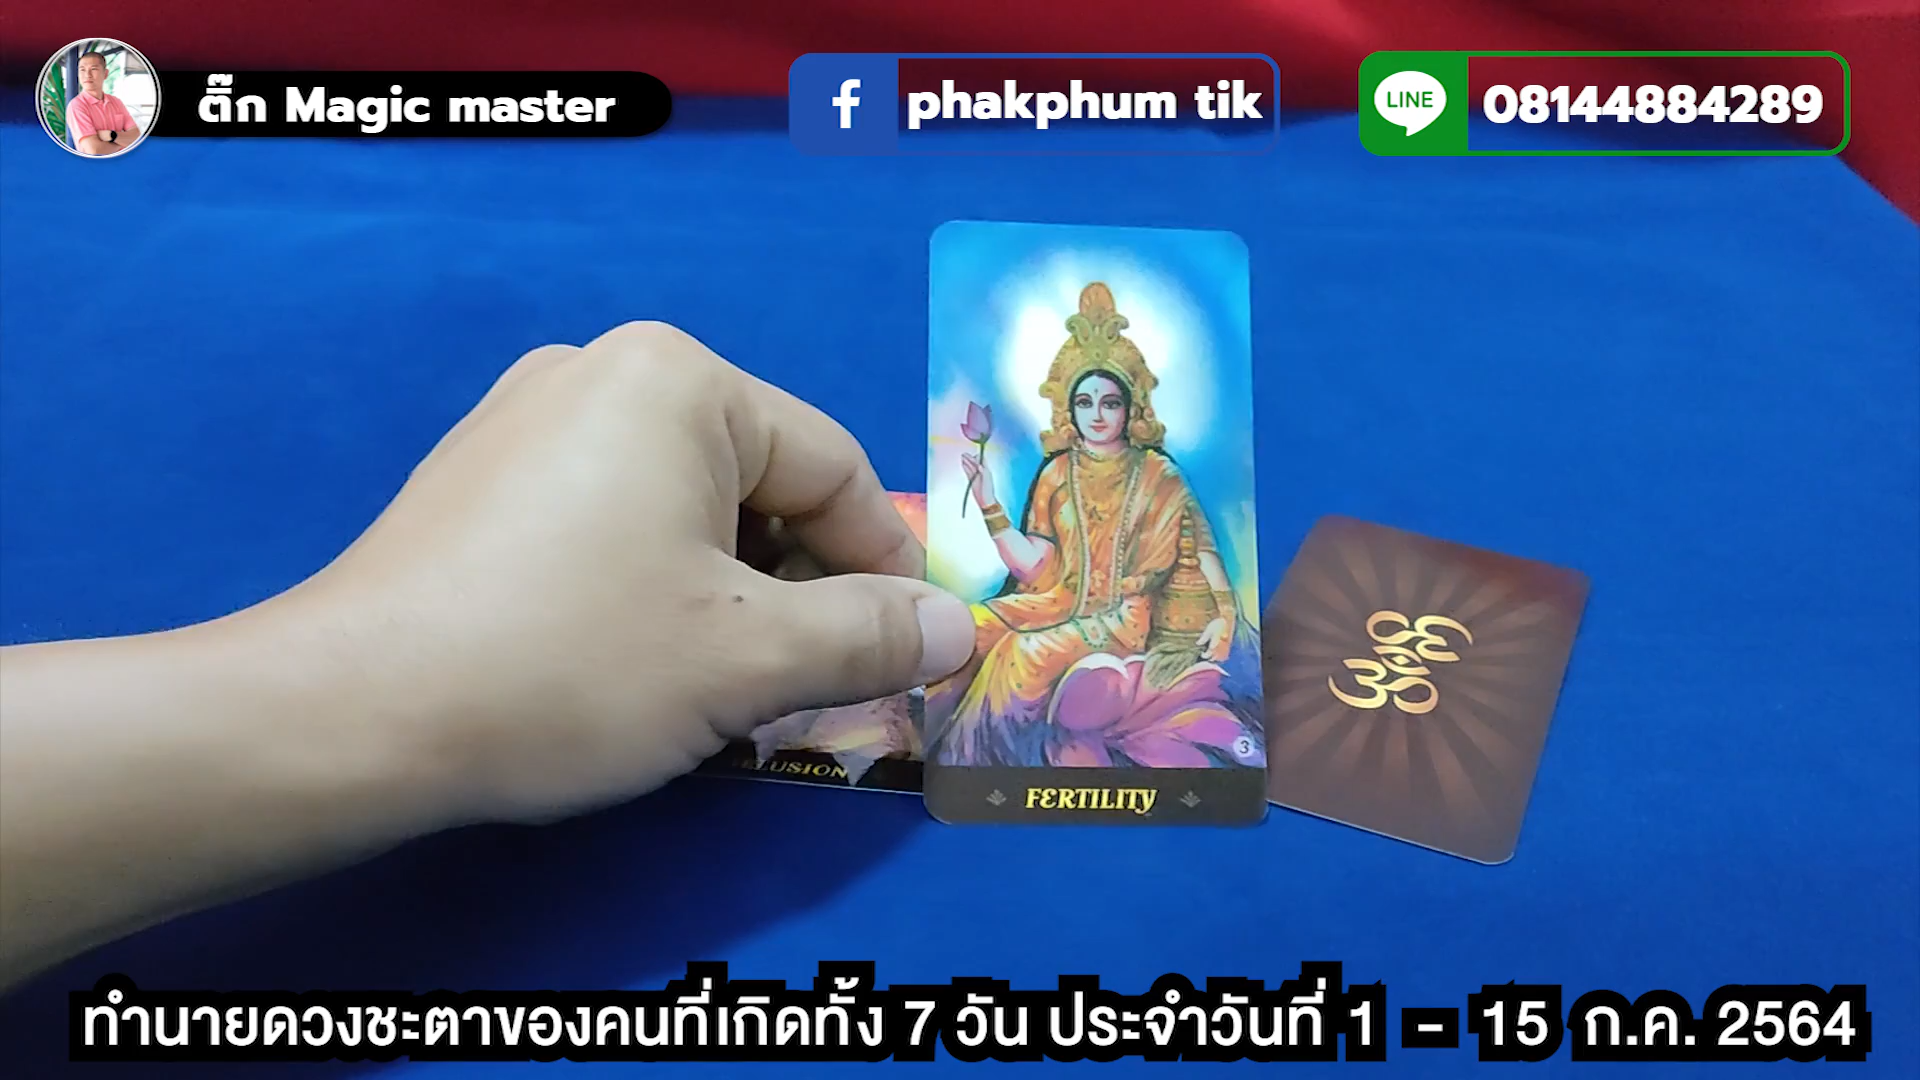 ติ๊ก Magic master
f phakphum tik
LINE 08144884289
3
FERTILITY
ทำนายดวงชะตาของคนที่เกิดทั้ง 7 วัน ประจำวันที่ 1 - 15 ก.ค. 2564